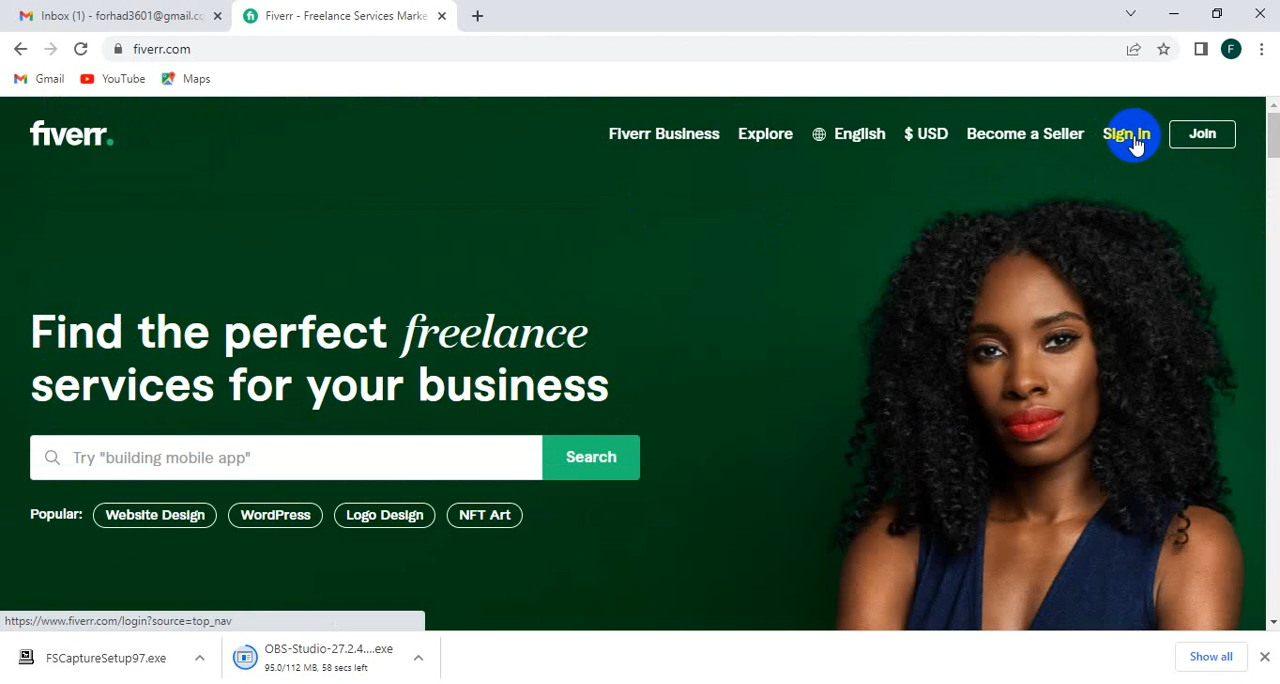 Inbox (1) - forhad3601@gmail.co
Fiverr - Freelance Services Marke
fiverr.com
F
Gmail
YouTube
Maps
fiverr.
Fiverr Business
Explore
English
$ USD
Become a Seller
Sign In
Join
Find the perfect freelance
services for your business
Try "building mobile app"
Search
Popular:
Website Design
WordPress
Logo Design
NFT Art
https://www.fiverr.com/login?source=top_nav
FSCaptureSetup97.exe
OBS-Studio-27.2.4....exe
95.0/112 MB, 58 secs left
Show all